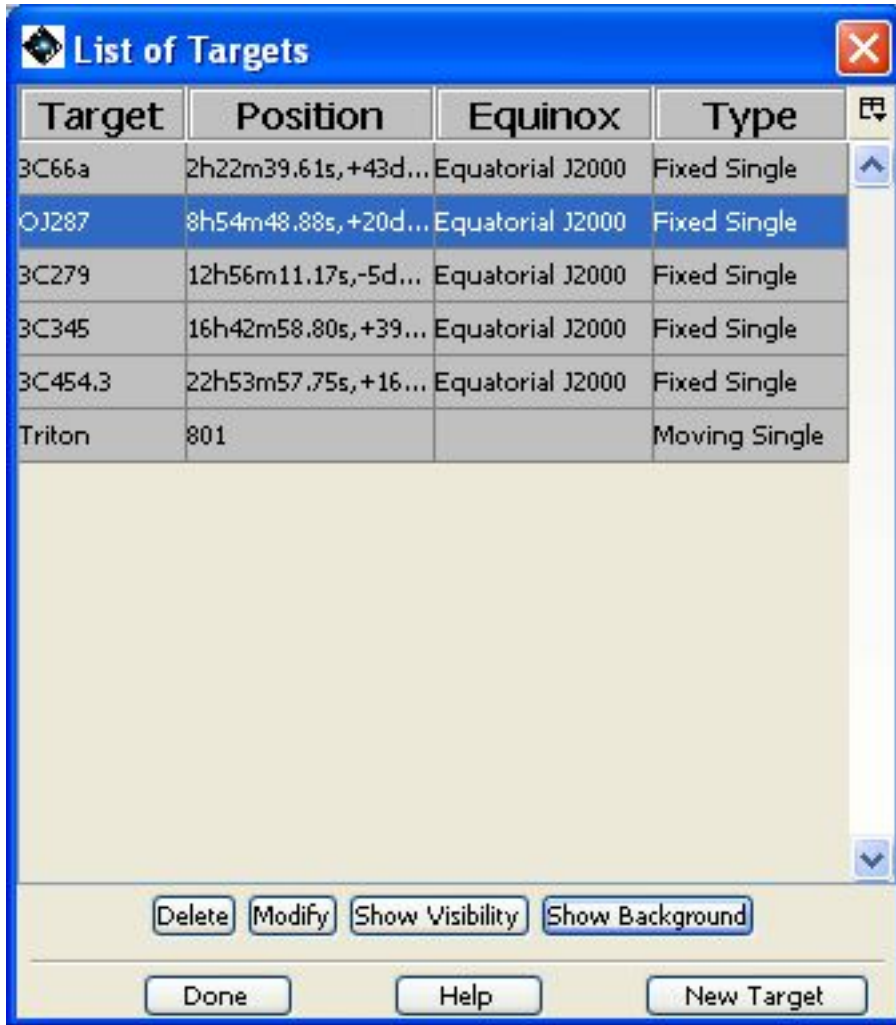 List of Targets
Target Position Equinox Type
3C66a 2h22m39.61s,+43d... Equatorial J2000 Fixed Single
OJ287 8h54m48.88s,+20d... Equatorial J2000 Fixed Single
3C279 12h56m11.17s,-5d... Equatorial J2000 Fixed Single
3C345 16h42m58.80s,+39... Equatorial J2000 Fixed Single
3C454.3 22h53m57.75s,+16... Equatorial J2000 Fixed Single
Triton 801 Moving Single
Delete Modify Show Visibility Show Background
Done Help New Target